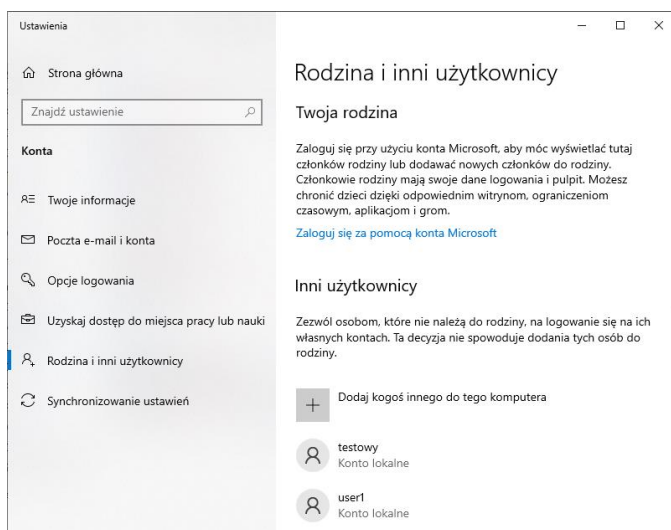 Ustawienia
Strona główna
Znajdź ustawienie
Konta
Twoje informacje
Poczta e-mail i konta
Opcje logowania
Uzyskaj dostęp do miejsca pracy lub nauki
Rodzina i inni użytkownicy
Synchronizowanie ustawień
Rodzina i inni użytkownicy
Twoja rodzina
Zaloguj się przy użyciu konta Microsoft, aby móc wyświetlać tutaj
członków rodziny lub dodawać nowych członków do rodziny.
Członkowie rodziny mają swoje dane logowania i pulpit. Możesz
chronić dzieci dzięki odpowiednim witrynom, ograniczeniom
czasowym, aplikacjom i grom.
Zaloguj się za pomocą konta Microsoft
Inni użytkownicy
Zezwól osobom, które nie należą do rodziny, na logowanie się na ich
własnych kontach. Ta decyzja nie spowoduje dodania tych osób do
rodziny.
Dodaj kogoś innego do tego komputera
testowy
Konto lokalne
user1
Konto lokalne